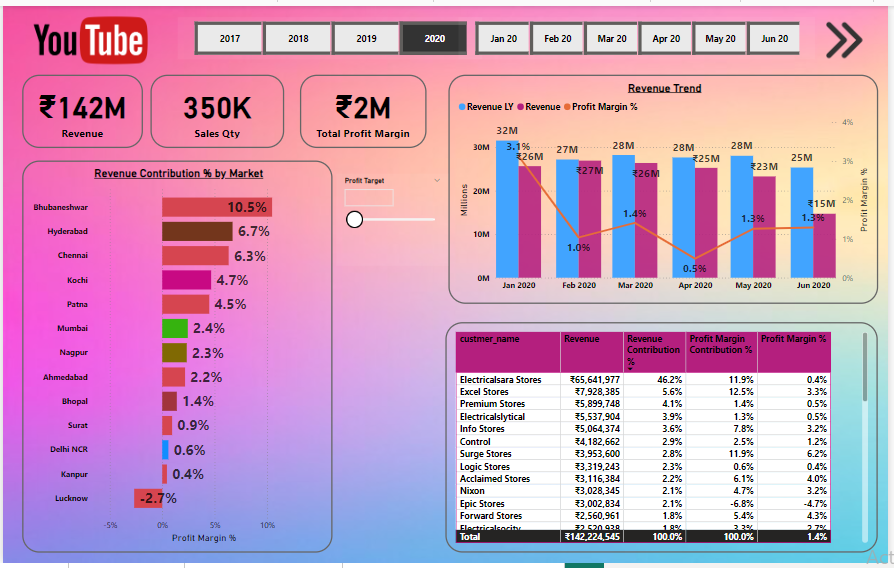 YouTube
2017 2018 2019 2020 Jan 20 Feb 20 Mar 20 Apr 20 May 20 Jun 20
₹142M
Revenue
350K
Sales Qty
₹2M
Total Profit Margin
Revenue Contribution % by Market
Bhubaneshwar 10.5%
Hyderabad 6.7%
Chennai 6.3%
Kochi 4.7%
Patna 4.5%
Mumbai 2.4%
Nagpur 2.3%
Ahmedabad 2.2%
Bhopal 1.4%
Surat 0.9%
Delhi NCR 0.6%
Kanpur 0.4%
Lucknow -2.7%
-5% 0% 5% 10%
Profit Margin %
Profit Target
Revenue Trend
Revenue LY Revenue Profit Margin %
Millions
30M
20M
10M
0M
32M 27M 28M 28M 28M 25M
₹26M ₹27M ₹26M ₹25M ₹23M ₹15M
3.1% 1.0% 1.4% 0.5% 1.3% 1.3%
Jan 2020 Feb 2020 Mar 2020 Apr 2020 May 2020 Jun 2020
4%
3%
2%
1%
0%
Profit Margin %
custmer_name Revenue Revenue Contribution % Profit Margin Contribution % Profit Margin %
Electricalsara Stores ₹65,641,977 46.2% 11.9% 0.4%
Excel Stores ₹7,928,385 5.6% 12.5% 3.3%
Premium Stores ₹5,899,748 4.1% 1.4% 0.5%
Electricalslytical ₹5,537,904 3.9% 1.3% 0.5%
Info Stores ₹5,064,374 3.6% 7.8% 3.2%
Control ₹4,182,662 2.9% 2.5% 1.2%
Surge Stores ₹3,953,600 2.8% 11.9% 6.2%
Logic Stores ₹3,319,243 2.3% 0.6% 0.4%
Acclaimed Stores ₹3,116,384 2.2% 6.1% 4.0%
Nixon ₹3,028,345 2.1% 4.7% 3.2%
Epic Stores ₹3,002,834 2.1% -6.8% -4.7%
Forward Stores ₹2,560,961 1.8% 5.4% 4.3%
Electricalsocity ₹2,520,938 1.8% 3.3% 2.7%
Total ₹142,224,545 100.0% 100.0% 1.4%